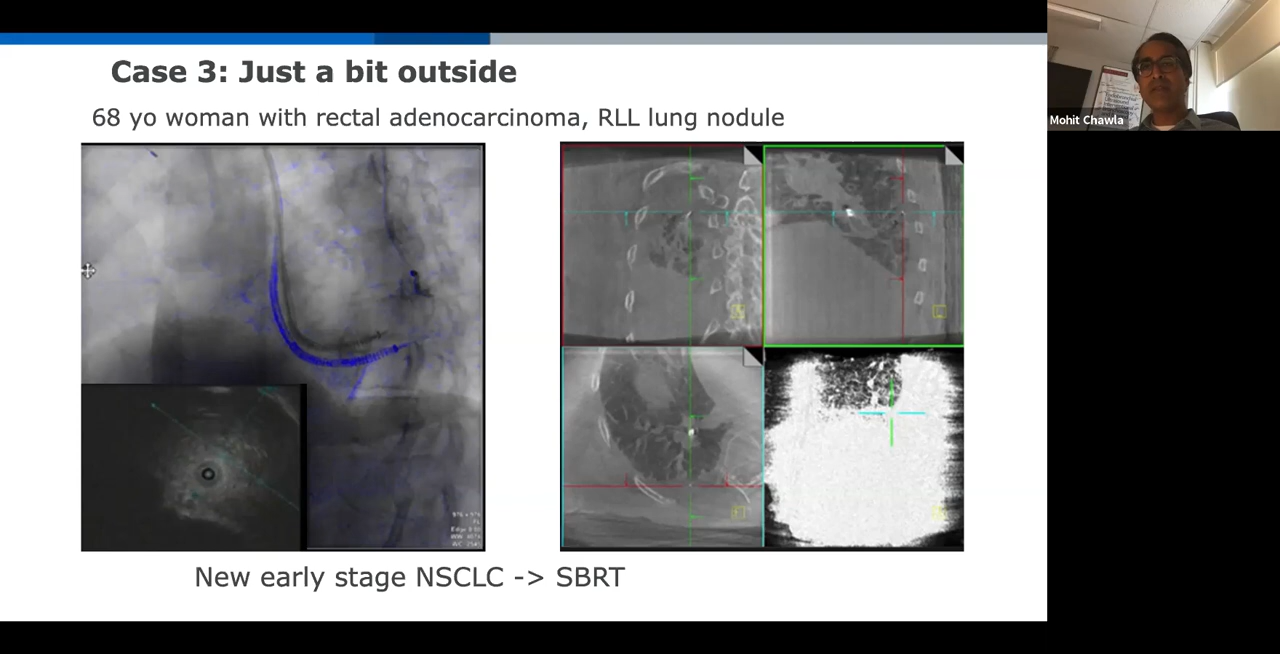 Case 3: Just a bit outside
68 yo woman with rectal adenocarcinoma, RLL lung nodule
New early stage NSCLC -> SBRT
Mohit Chawla